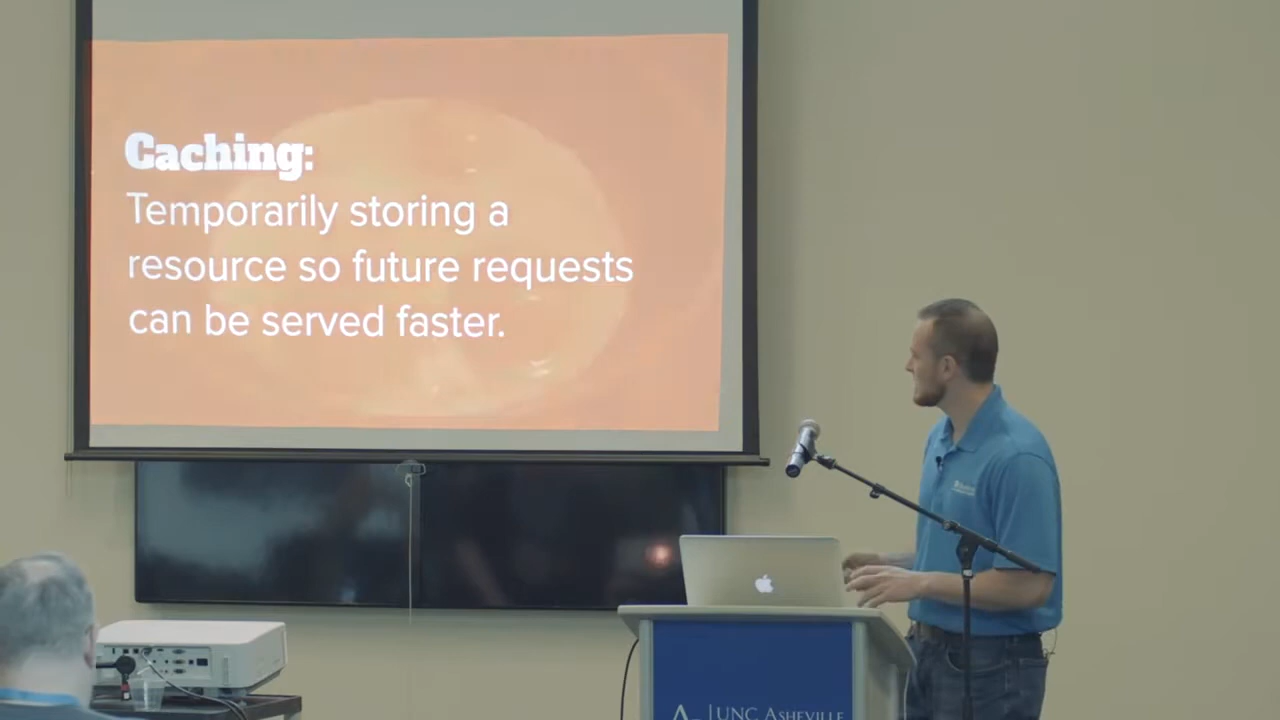 Caching:
Temporarily storing a
resource so future requests
can be served faster.
UNC ASHEVILLE